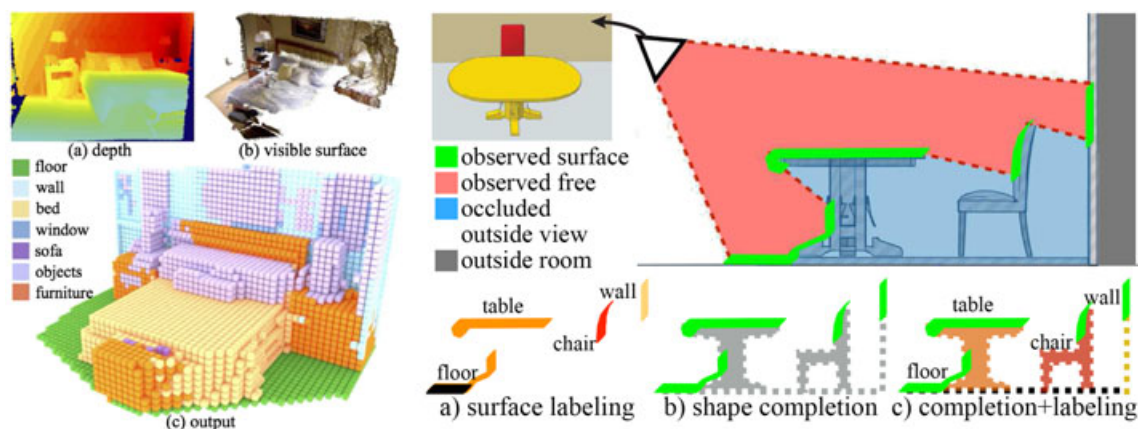 (a) depth
(b) visible surface
floor
wall
bed
window
sofa
objects
furniture
(c) output
observed surface
observed free
occluded
outside view
outside room
table
wall
chair
floor
a) surface labeling
b) shape completion
table
wall
chair
floor
c) completion+labeling